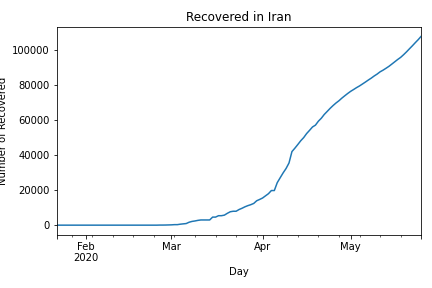 Recovered in Iran
Number of Recovered
100000
80000
60000
40000
20000
0
Feb
2020
Mar
Apr
May
Day